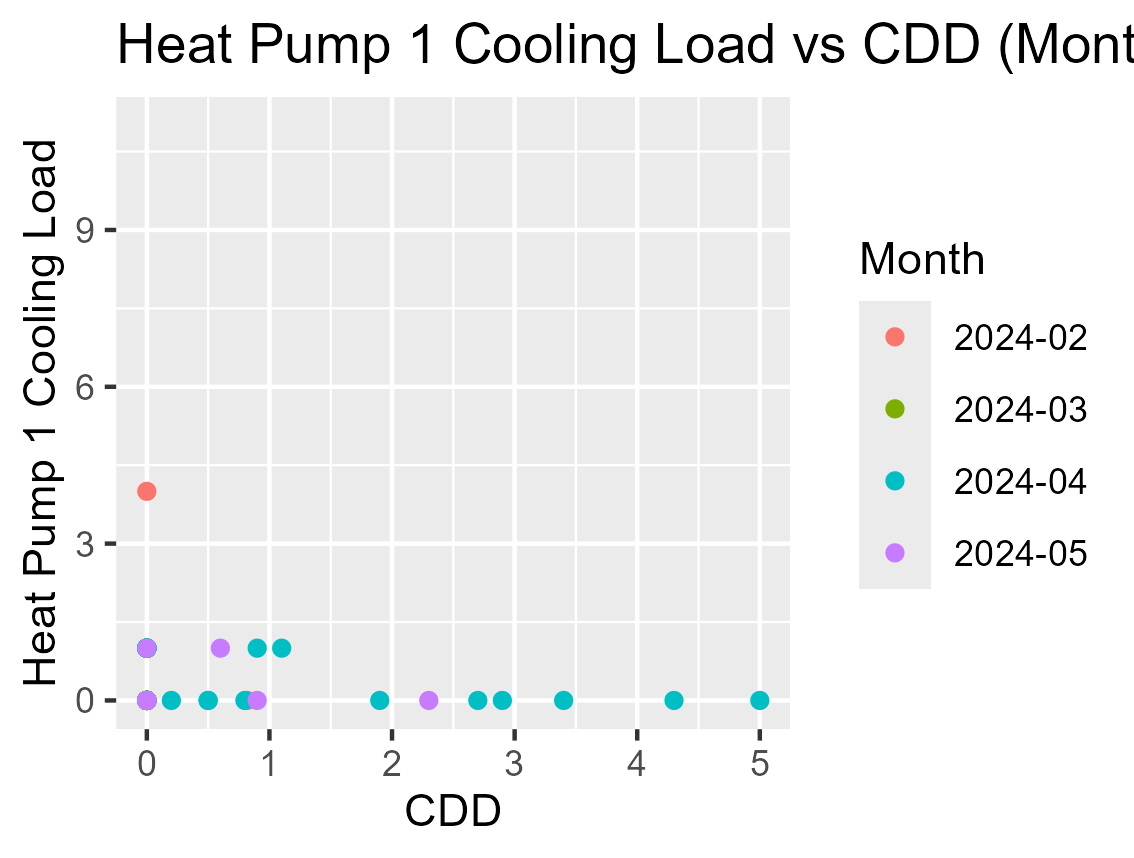 Heat Pump 1 Cooling Load vs CDD (Mont
Heat Pump 1 Cooling Load
9
6
3
0
0 1 2 3 4 5
CDD
Month
2024-02
2024-03
2024-04
2024-05